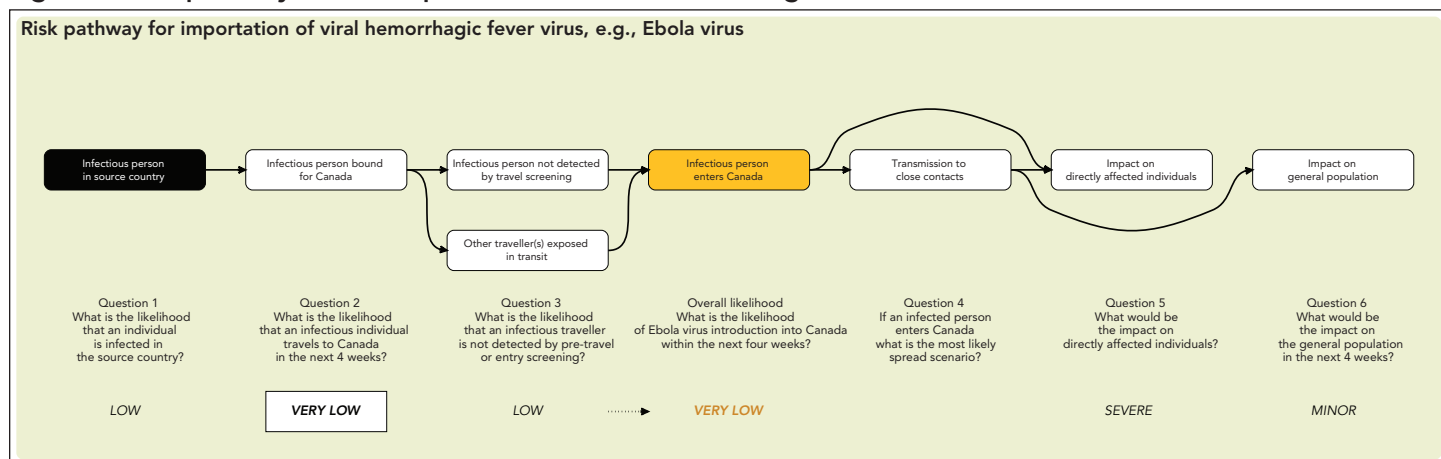 Risk pathway for importation of viral hemorrhagic fever virus, e.g., Ebola virus
Infectious person
in source country
Infectious person bound
for Canada
Infectious person not detected
by travel screening
Other traveller(s) exposed
in transit
Infectious person
enters Canada
Transmission to
close contacts
Impact on
directly affected individuals
Impact on
general population
Question 1
What is the likelihood
that an individual
is infected in
the source country?
Question 2
What is the likelihood
that an infectious individual
travels to Canada
in the next 4 weeks?
Question 3
What is the likelihood
that an infectious traveller
is not detected by pre-travel
or entry screening?
Overall likelihood
What is the likelihood
of Ebola virus introduction into Canada
within the next four weeks?
Question 4
If an infected person
enters Canada
what is the most likely
spread scenario?
Question 5
What would be
the impact on
directly affected individuals?
Question 6
What would be
the impact on
the general population
in the next 4 weeks?
LOW
VERY LOW
LOW
VERY LOW
SEVERE
MINOR